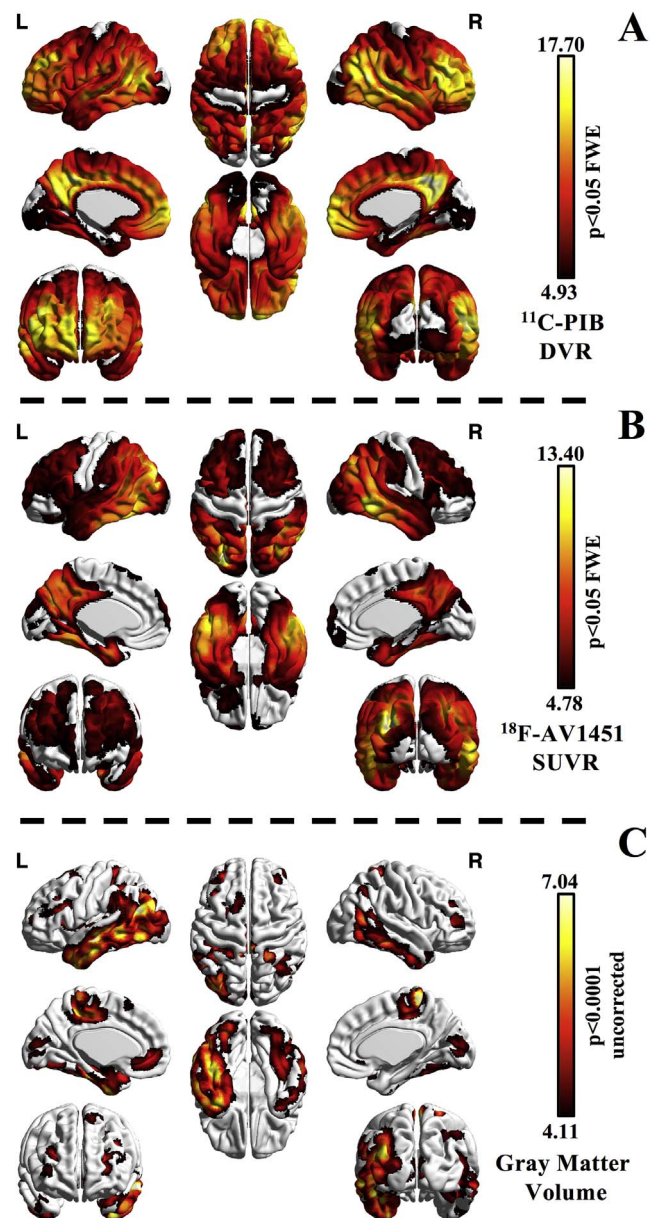 L
R
A
17.70
p<0.05 FWE
4.93
¹¹C-PIB
DVR
L
R
B
13.40
p<0.05 FWE
4.78
¹⁸F-AV1451
SUVR
L
R
C
7.04
p<0.0001
uncorrected
4.11
Gray Matter
Volume